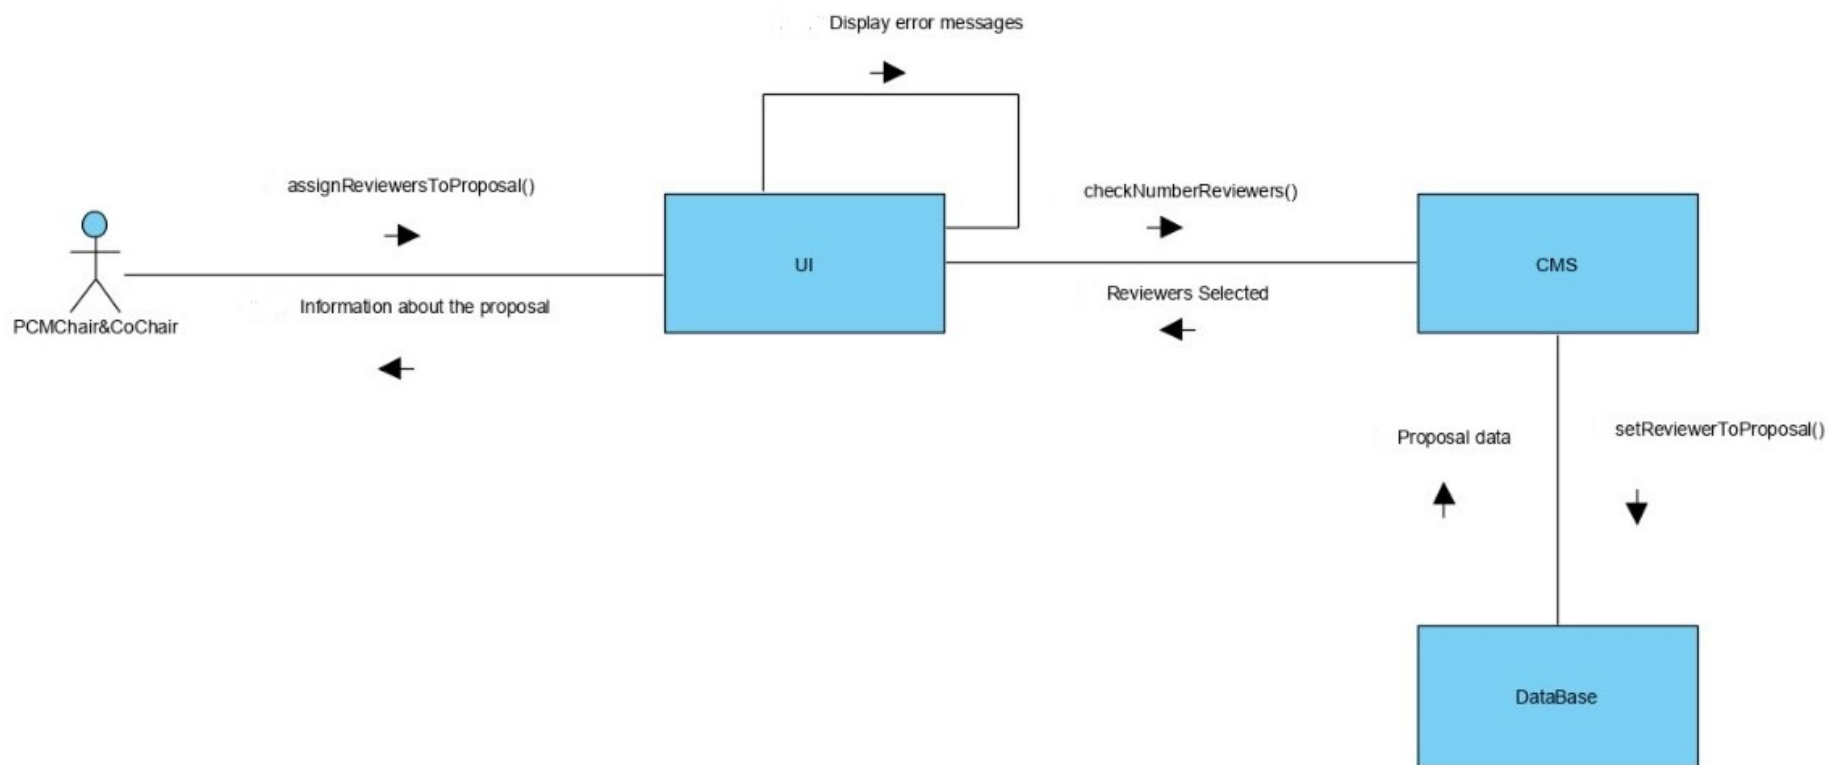 Display error messages
assignReviewersToProposal()
checkNumberReviewers()
UI
CMS
Reviewers Selected
Information about the proposal
PCMChair&CoChair
Proposal data
setReviewerToProposal()
DataBase